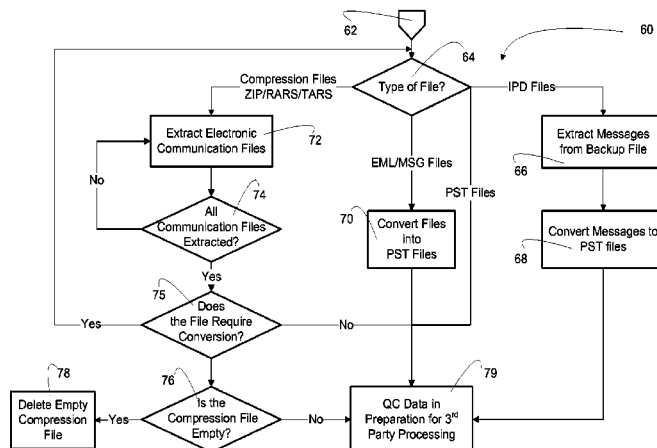 62
60
64
Type of File?
Compression Files
ZIP/RARS/TARS
IPD Files
Extract Electronic
Communication Files
72
Extract Messages
from Backup File
66
EML/MSG Files
PST Files
No
74
All
Communication Files
Extracted?
70
Convert Files
into
PST Files
Convert Messages to
PST files
68
Yes
75
Does
the File Require
Conversion?
Yes
No
78
76
79
Delete Empty
Compression
File
Yes
Is the
Compression File
Empty?
No
QC Data in
Preparation for 3rd
Party Processing